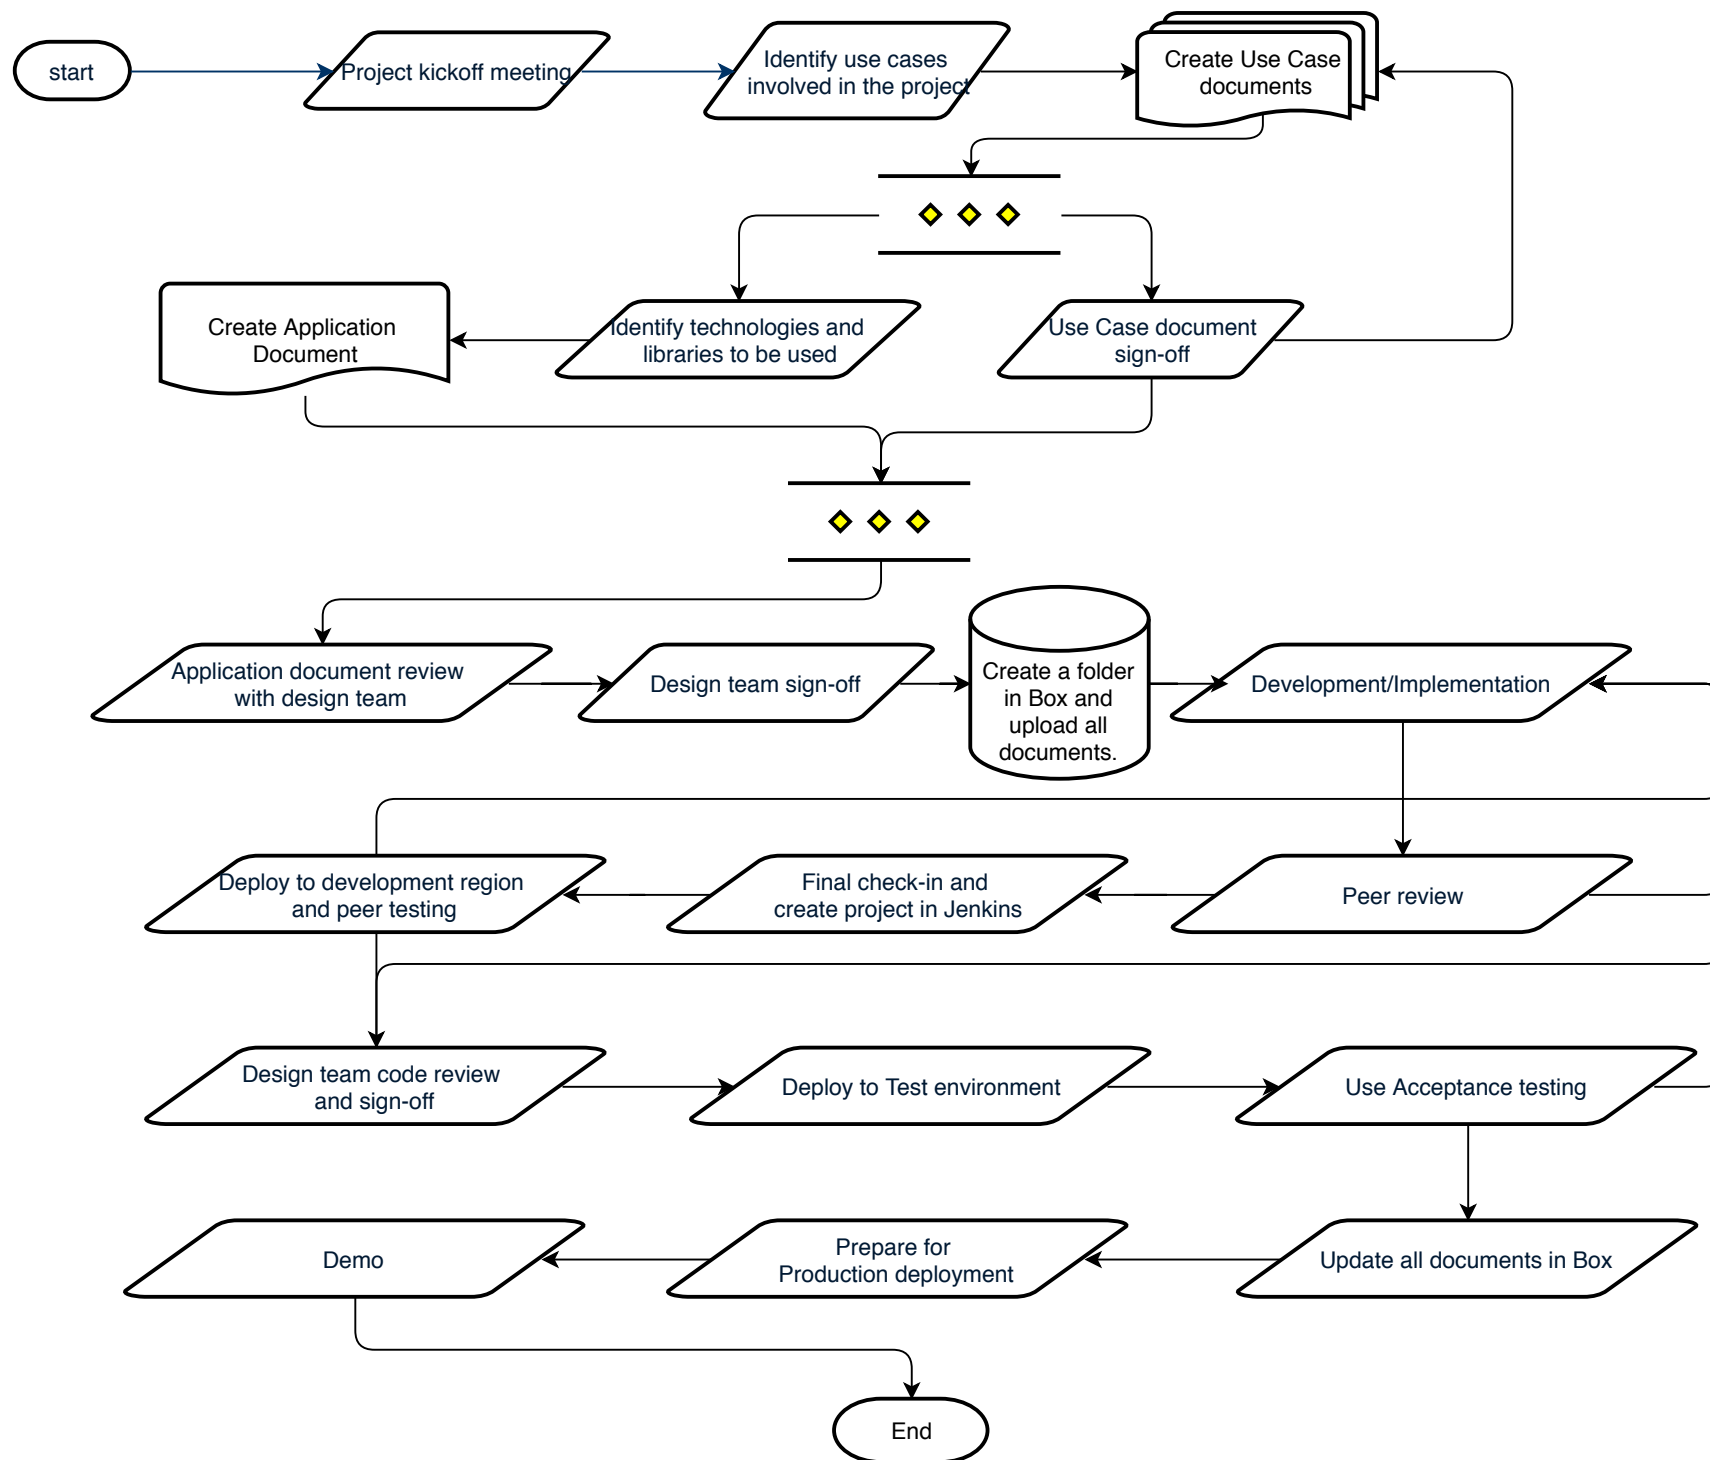 start
Project kickoff meeting
Identify use cases
involved in the project
Create Use Case
documents
Create Application
Document
Identify technologies and
libraries to be used
Use Case document
sign-off
Application document review
with design team
Design team sign-off
Create a folder
in Box and
upload all
documents.
Development/Implementation
Deploy to development region
and peer testing
Final check-in and
create project in Jenkins
Peer review
Design team code review
and sign-off
Deploy to Test environment
Use Acceptance testing
Demo
Prepare for
Production deployment
Update all documents in Box
End